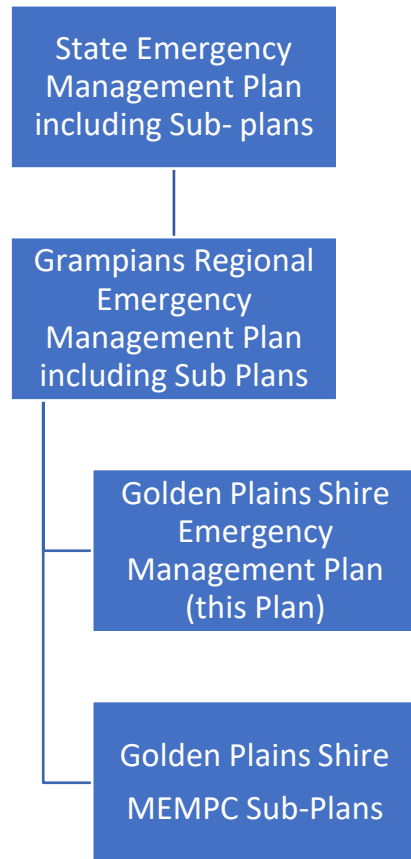 State Emergency
Management Plan
including Sub- plans
Grampians Regional
Emergency
Management Plan
including Sub Plans
Golden Plains Shire
Emergency
Management Plan
(this Plan)
Golden Plains Shire
MEMPC Sub-Plans